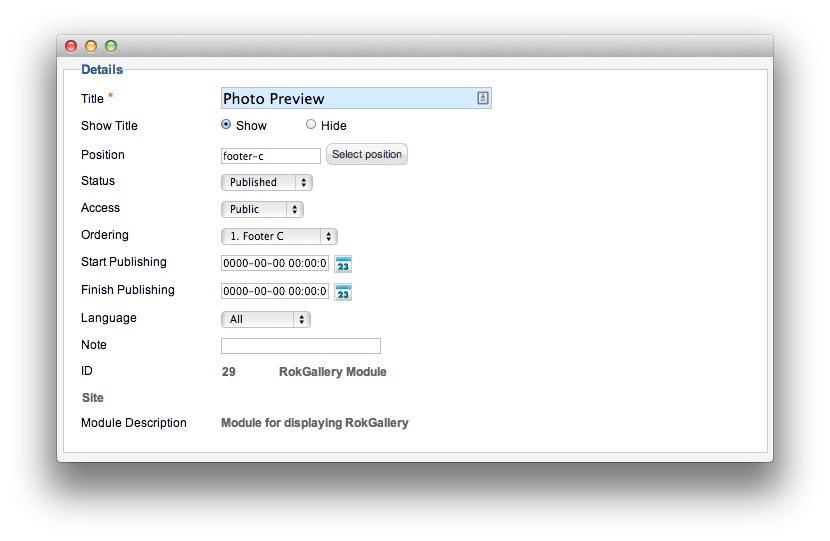 Details
Title * Photo Preview
Show Title Show Hide
Position footer-c Select position
Status Published
Access Public
Ordering 1. Footer C
Start Publishing 0000-00-00 00:00:0 23
Finish Publishing 0000-00-00 00:00:0 23
Language All
Note
ID 29 RokGallery Module
Site
Module Description Module for displaying RokGallery